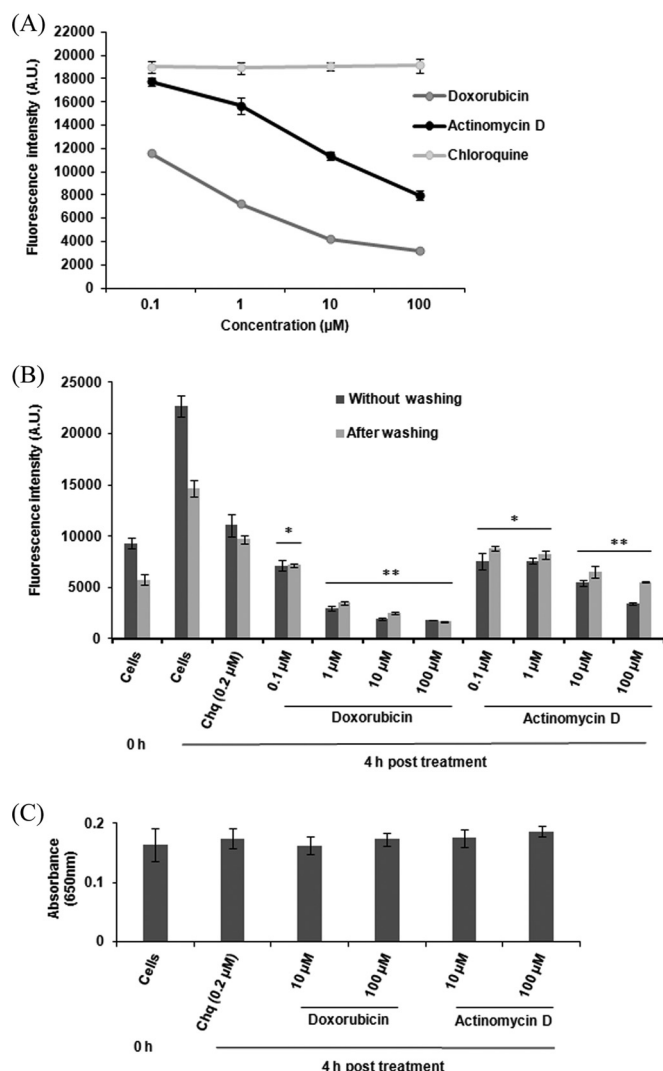 (A)
Fluorescence intensity (A.U.)
22000
20000
18000
16000
14000
12000
10000
8000
6000
4000
2000
0
Doxorubicin
Actinomycin D
Chloroquine
0.1 1 10 100
Concentration (µM)
(B)
Fluorescence intensity (A.U.)
25000
20000
15000
10000
5000
0
Without washing
After washing
* ** * **
Cells Cells Chq (0.2 µM) 0.1 µM 1 µM 10 µM 100 µM 0.1 µM 1 µM 10 µM 100 µM
Doxorubicin Actinomycin D
0 h
4 h post treatment
(C)
Absorbance
(650nm)
0.2
0.1
0
Cells Chq (0.2 µM) 10 µM 100 µM 10 µM 100 µM
Doxorubicin Actinomycin D
0 h
4 h post treatment